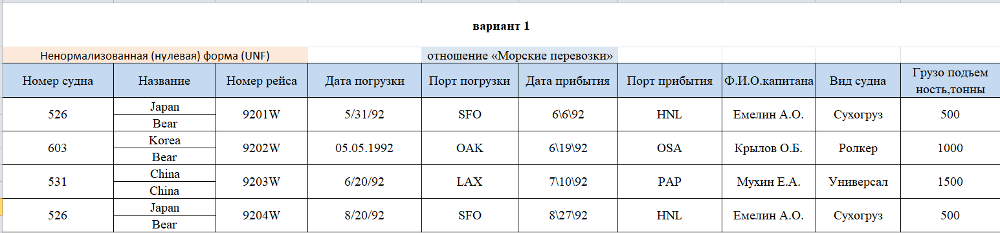 вариант 1
Ненормализованная (нулевая) форма (UNF) отношение «Морские перевозки»
Номер судна Название Номер рейса Дата погрузки Порт погрузки Дата прибытия Порт прибытия Ф.И.О.капитана Вид судна Грузо подъем
ность,тонны
Japan
526 9201W 5/31/92 SFO 6\6\92 HNL Емелин А.О. Сухогруз 500
Bear
Korea
603 9202W 05.05.1992 OAK 6\19\92 OSA Крылов О.Б. Ролкер 1000
Bear
China
531 9203W 6/20/92 LAX 7\10\92 PAP Мухин Е.А. Универсал 1500
China
Japan
526 9204W 8/20/92 SFO 8\27\92 HNL Емелин А.О. Сухогруз 500
Bear